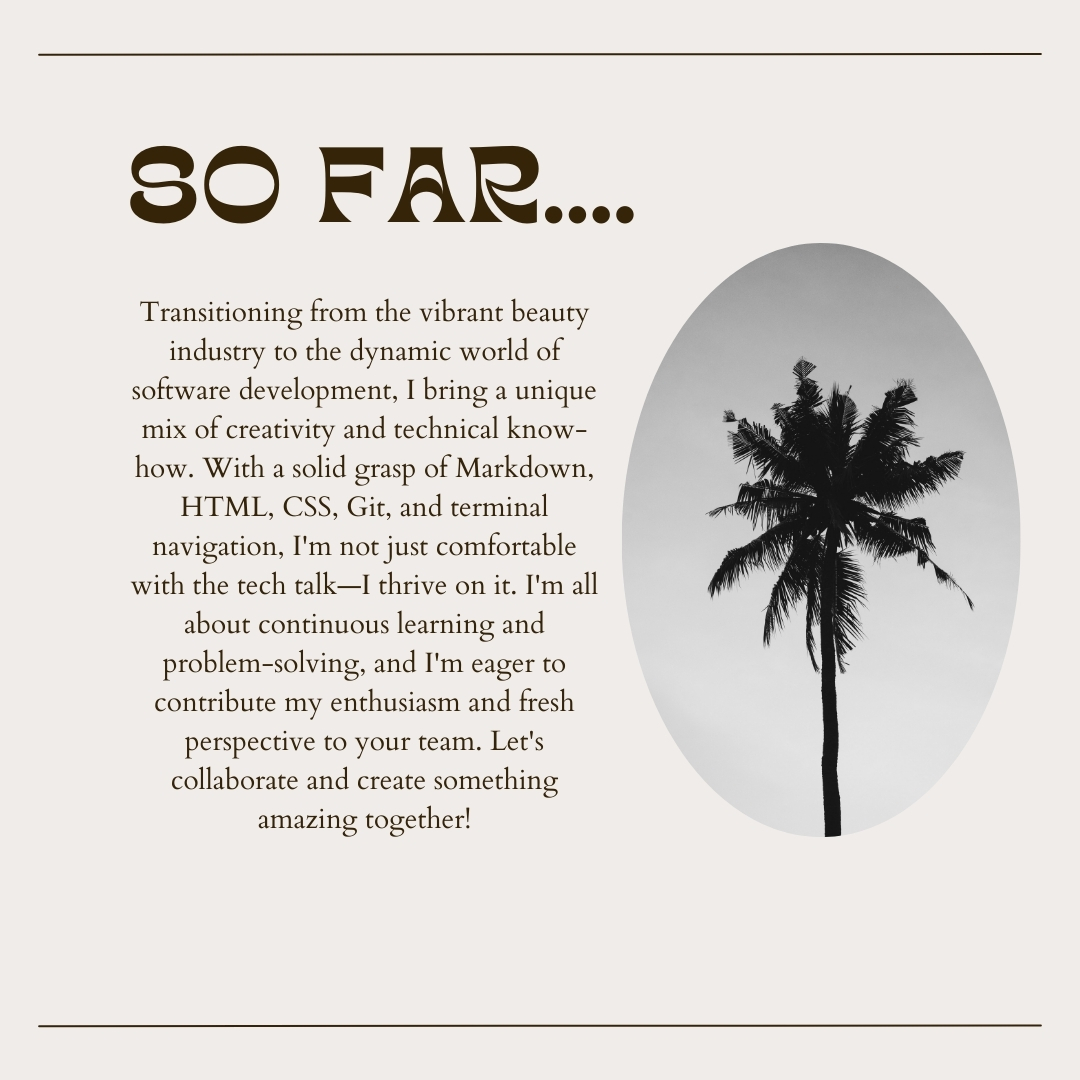 SO FAR....
Transitioning from the vibrant beauty
industry to the dynamic world of
software development, I bring a unique
mix of creativity and technical know-
how. With a solid grasp of Markdown,
HTML, CSS, Git, and terminal
navigation, I'm not just comfortable
with the tech talk—I thrive on it. I'm all
about continuous learning and
problem-solving, and I'm eager to
contribute my enthusiasm and fresh
perspective to your team. Let's
collaborate and create something
amazing together!